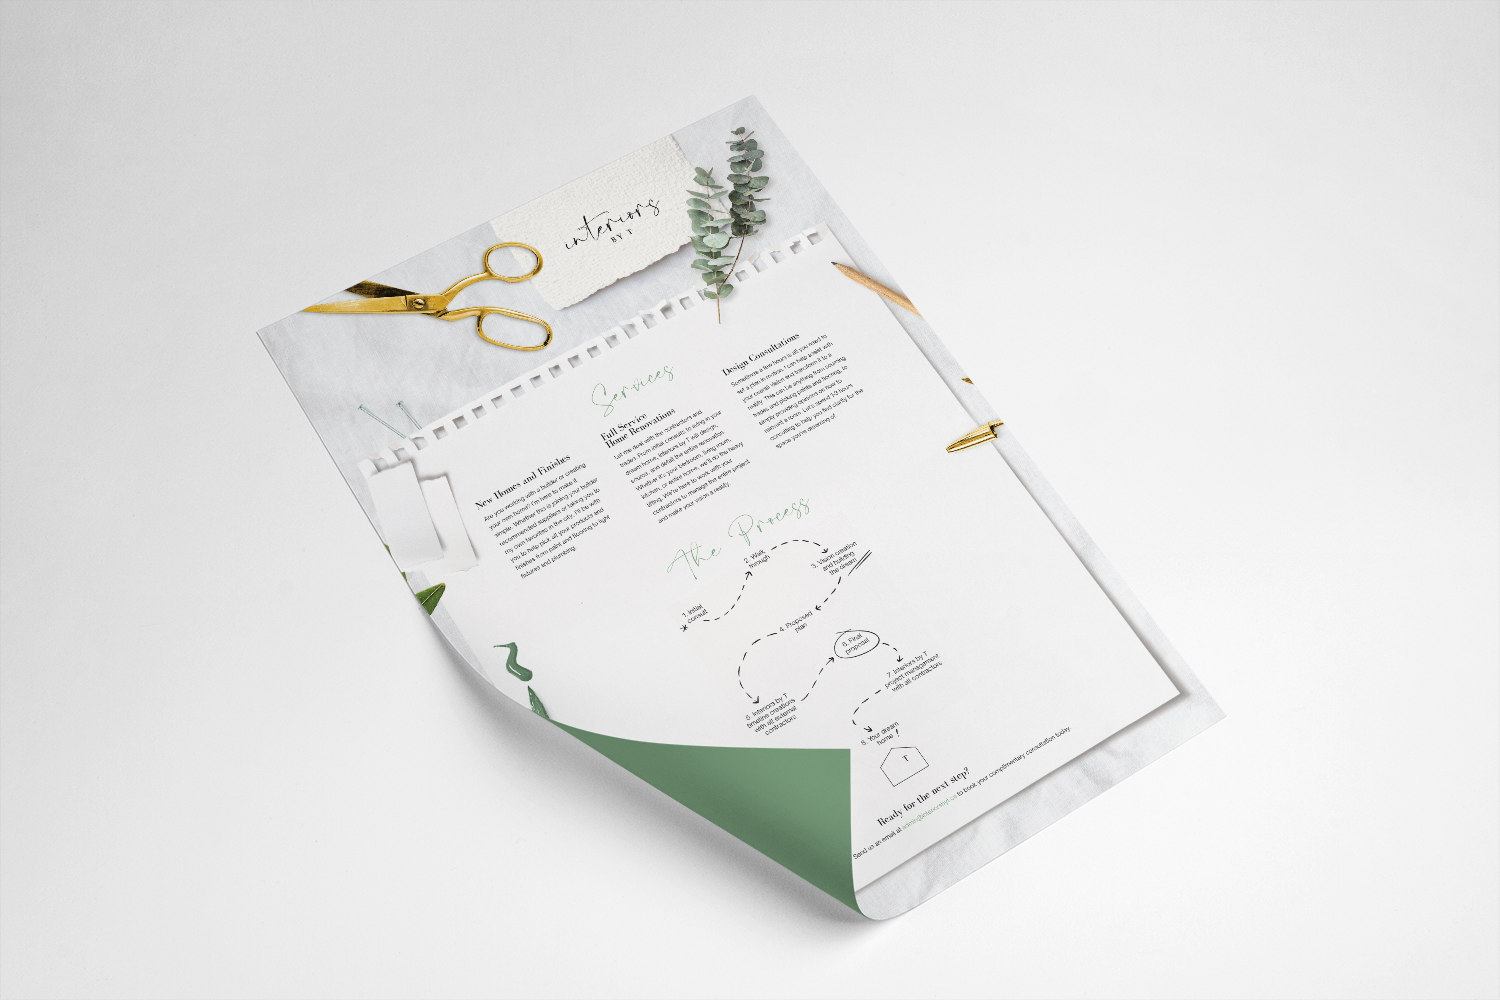 interiors
BY T
Services
New Homes and Finishes
Are you working with a builder or creating
your own home? I'm here to make it
simple. Whether this is joining your builder
recommended suppliers or taking you to
my own favorites in the city, I'll be with
you to help pick all your products and
finishes from paint and flooring to light
fixtures and plumbing.
Full Service
Home Renovations
Let me deal with the contractors and
trades. From initial consult, to living in your
dream home, Interiors by T will design,
source, and detail the entire renovation.
Whether it's your bedroom, living room,
kitchen, or entire home, we'll do the heavy
lifting. We're here to work with your
contractors to manage the entire project
and make your vision a reality.
Design Consultations
Sometimes a few hours is all you need to
set a plan in motion. I can help assist with
your overall vision and transform it to a
reality. This can be anything from sourcing
trades and picking paints and flooring, to
simply providing opinions on how to
reinvent a room. Let's spend 1-3 hours
consulting to help you find clarity for the
space you're dreaming of.
The Process
1. Initial
consult
2. Walk
through
3. Vision creation
and building
the dream
4. Proposed
plan
5. Interiors by T
timeline creations
with all external
contractors
6. Final
proposal
7. Interiors by T
project management
with all contractors
8. Your dream
home!
T
Ready for the next step?
Send us an email at to book your complimentary consultation today.